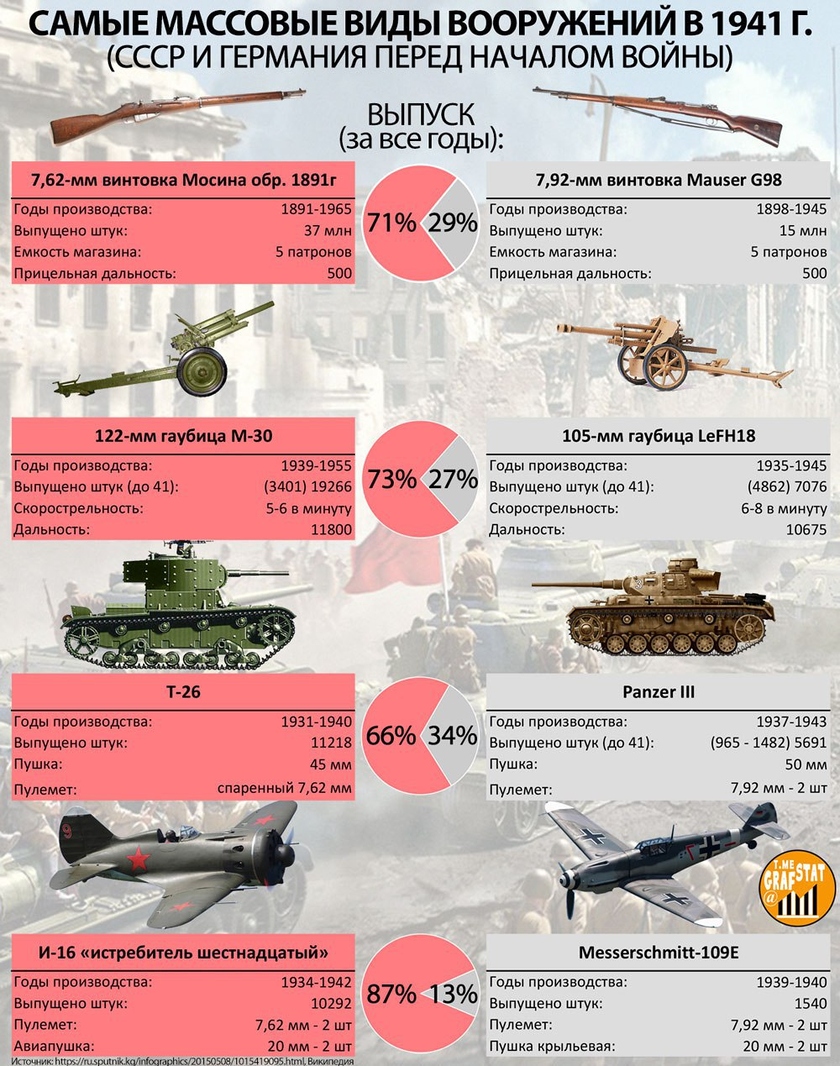 САМЫЕ МАССОВЫЕ ВИДЫ ВООРУЖЕНИЙ В 1941 Г.
(СССР И ГЕРМАНИЯ ПЕРЕД НАЧАЛОМ ВОЙНЫ)
ВЫПУСК
(за все годы):
7,62-мм винтовка Мосина обр. 1891г
Годы производства: 1891-1965
Выпущено штук: 37 млн
Емкость магазина: 5 патронов
Прицельная дальность: 500
71% 29%
7,92-мм винтовка Mauser G98
Годы производства: 1898-1945
Выпущено штук: 15 млн
Емкость магазина: 5 патронов
Прицельная дальность: 500
122-мм гаубица М-30
Годы производства: 1939-1955
Выпущено штук (до 41): (3401) 19266
Скорострельность: 5-6 в минуту
Дальность: 11800
73% 27%
105-мм гаубица LeFH18
Годы производства: 1935-1945
Выпущено штук (до 41): (4862) 7076
Скорострельность: 6-8 в минуту
Дальность: 10675
Т-26
Годы производства: 1931-1940
Выпущено штук: 11218
Пушка: 45 мм
Пулемет: спаренный 7,62 мм
66% 34%
Panzer III
Годы производства: 1937-1943
Выпущено штук (до 41): (965 - 1482) 5691
Пушка: 50 мм
Пулемет: 7,92 мм - 2 шт
9
T.ME
GRAFSTAT
@
И-16 «истребитель шестнадцатый»
Годы производства: 1934-1942
Выпущено штук: 10292
Пулемет: 7,62 мм - 2 шт
Авиапушка: 20 мм - 2 шт
87% 13%
Messerschmitt-109E
Годы производства: 1939-1940
Выпущено штук: 1540
Пулемет: 7,92 мм - 2 шт
Пушка крыльевая: 20 мм - 2 шт
Источник: https://ru.sputnik.kg/infographics/20150508/1015419095.html, Википедия